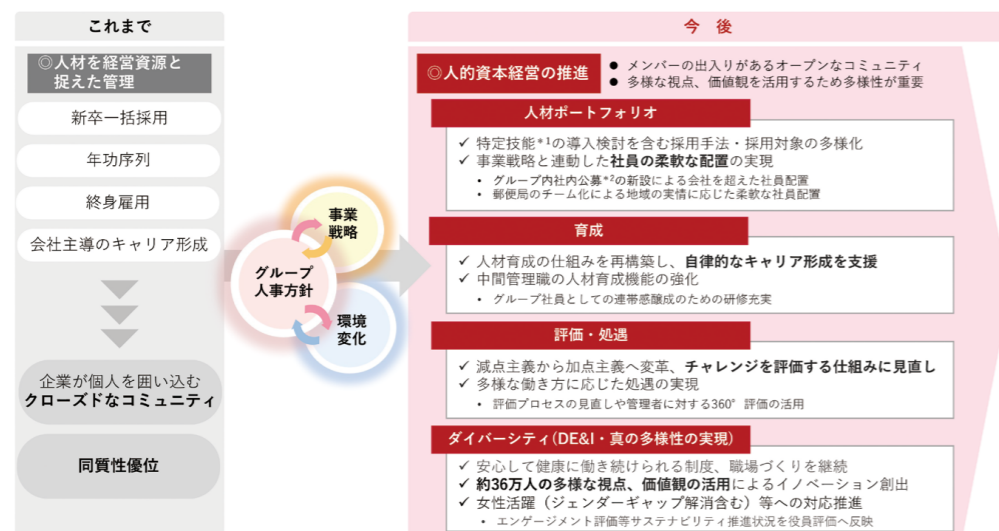 これまで
◎人材を経営資源と
捉えた管理
新卒一括採用
年功序列
終身雇用
会社主導のキャリア形成
企業が個人を囲い込む
クローズドなコミュニティ
同質性優位
事業
戦略
グループ
人事方針
環境
変化
今 後
◎人的資本経営の推進
● メンバーの出入りがあるオープンなコミュニティ
● 多様な視点、価値観を活用するため多様性が重要
人材ポートフォリオ
✓ 特定技能*1の導入検討を含む採用手法・採用対象の多様化
✓ 事業戦略と連動した社員の柔軟な配置の実現
• グループ内社内公募*2の新設による会社を超えた社員配置
• 郵便局のチーム化による地域の実情に応じた柔軟な社員配置
育成
✓ 人材育成の仕組みを再構築し、自律的なキャリア形成を支援
✓ 中間管理職の人材育成機能の強化
• グループ社員としての連帯感醸成のための研修充実
評価・処遇
✓ 減点主義から加点主義へ変革、チャレンジを評価する仕組みに見直し
✓ 多様な働き方に応じた処遇の実現
• 評価プロセスの見直しや管理者に対する360°評価の活用
ダイバーシティ(DE&I・真の多様性の実現)
✓ 安心して健康に働き続けられる制度、職場づくりを継続
✓ 約36万人の多様な視点、価値観の活用によるイノベーション創出
✓ 女性活躍（ジェンダーギャップ解消含む）等への対応推進
• エンゲージメント評価等サステナビリティ推進状況を役員評価へ反映